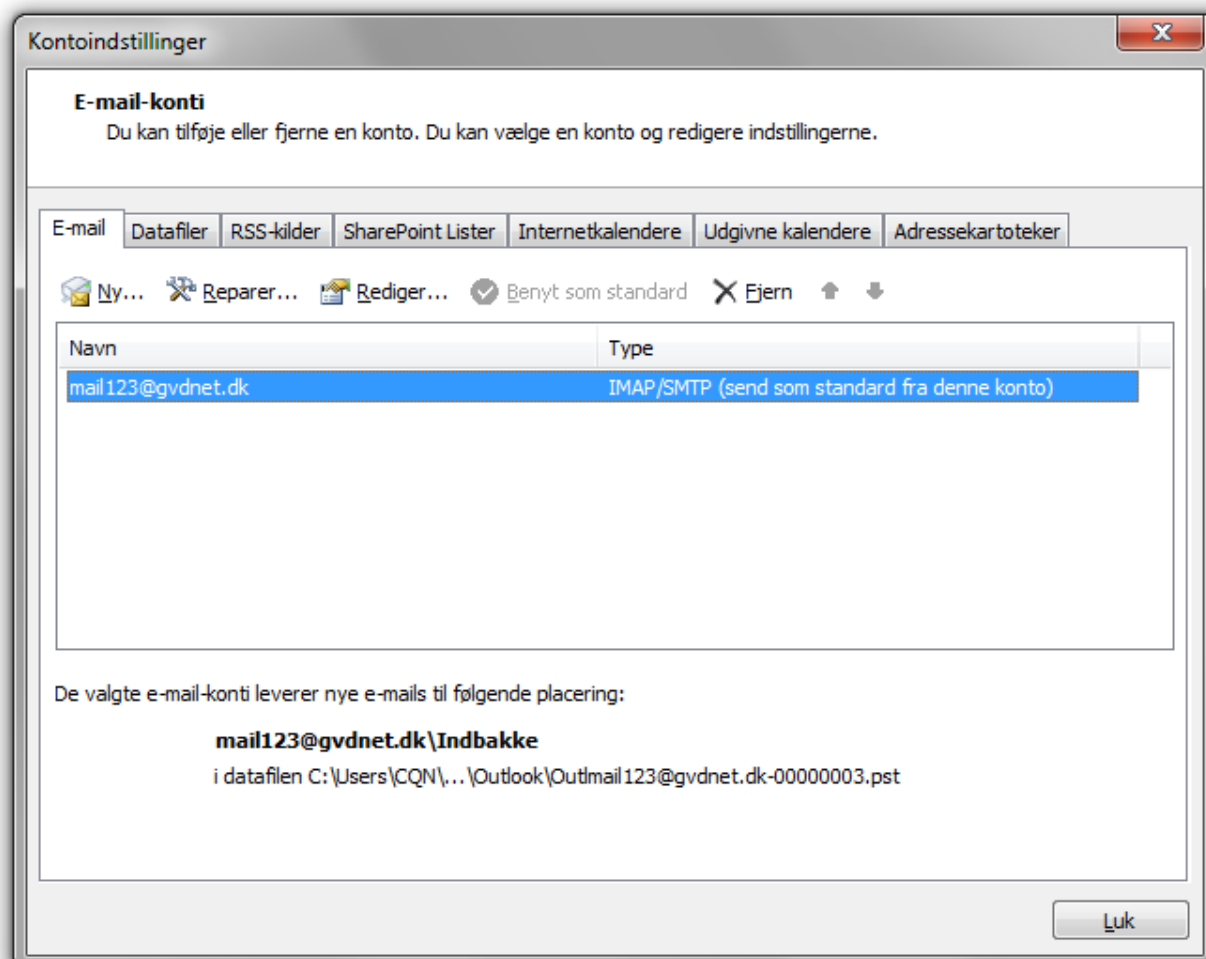 Kontoindstillinger
E-mail-konti
Du kan tilføje eller fjerne en konto. Du kan vælge en konto og redigere indstillingerne.
E-mail Datafiler RSS-kilder SharePoint Lister Internetkalendere Udgivne kalendere Adressekartoteker
Ny... Reparer... Rediger... Benyt som standard Fjern
Navn Type
mail123@gvdnet.dk IMAP/SMTP (send som standard fra denne konto)
De valgte e-mail-konti leverer nye e-mails til følgende placering:
mail123@gvdnet.dk\Indbakke
i datafilen C:\Users\CQN\...\Outlook\Outlmail123@gvdnet.dk-00000003.pst
Luk